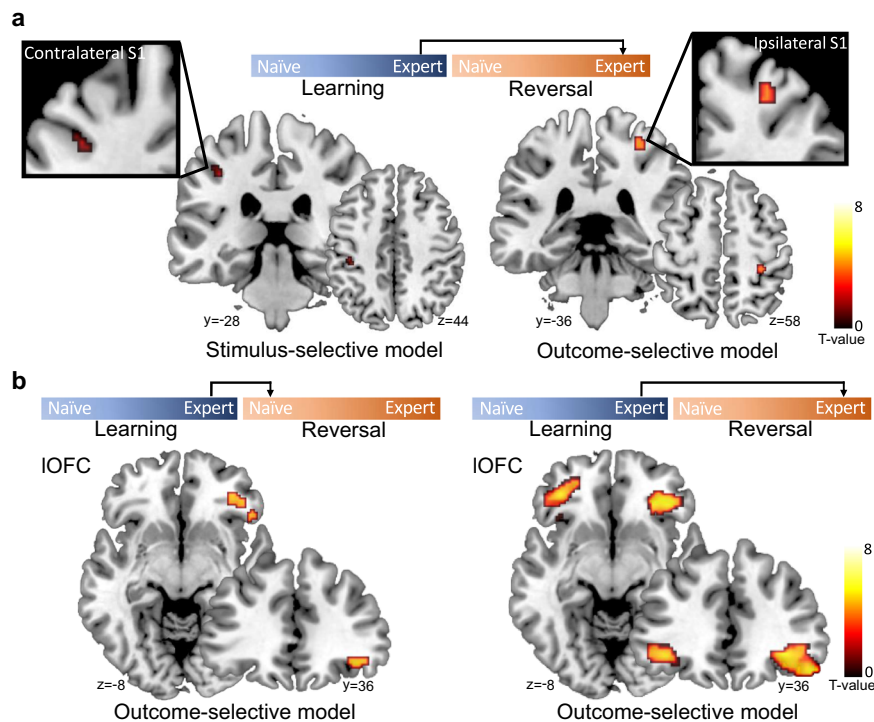 a
Contralateral S1
Ipsilateral S1
Naïve Expert Naïve Expert
Learning Reversal
8
0
T-value
y=-28 z=44 y=-36 z=58
Stimulus-selective model Outcome-selective model
b
Naïve Expert Naïve Expert
Learning Reversal
Naïve Expert Naïve Expert
Learning Reversal
lOFC
8
0
T-value
z=-8 y=36 z=-8 y=36
Outcome-selective model Outcome-selective model